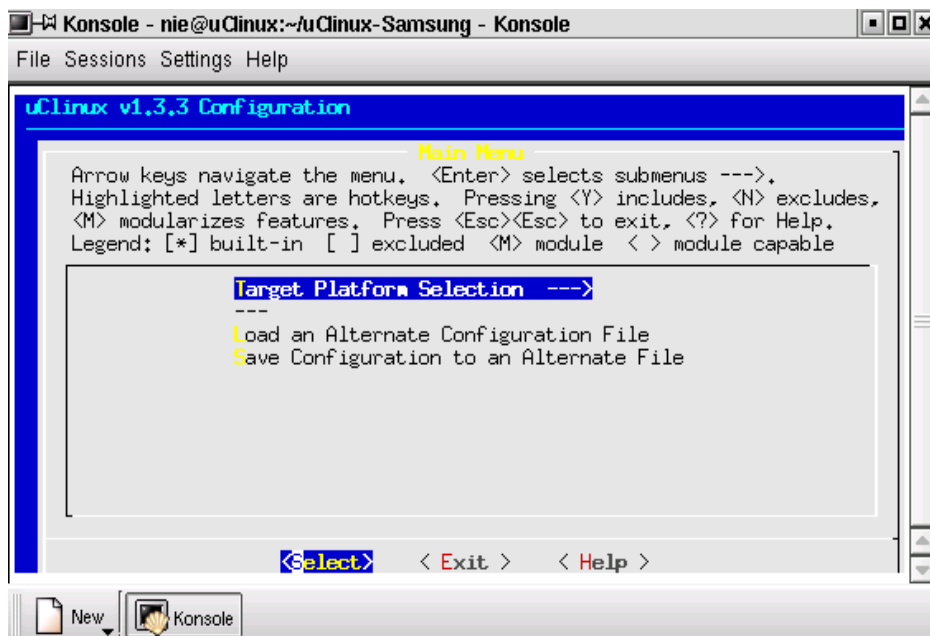 Konsole - nie@uClinux:~/uClinux-Samsung - Konsole
File Sessions Settings Help
uClinux v1.3.3 Configuration
Main Menu
Arrow keys navigate the menu. <Enter> selects submenus --->.
Highlighted letters are hotkeys. Pressing <Y> includes, <N> excludes,
<M> modularizes features. Press <Esc><Esc> to exit, <?> for Help.
Legend: [*] built-in [ ] excluded <M> module < > module capable
Target Platform Selection --->
---
Load an Alternate Configuration File
Save Configuration to an Alternate File
<Select> < Exit > < Help >
New Konsole